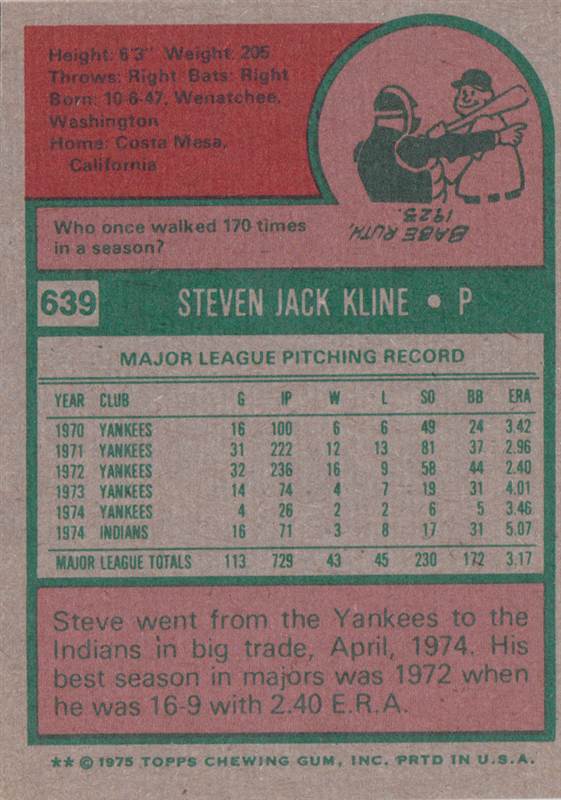 Height: 6'3" Weight: 205
Throws: Right Bats: Right
Born: 10-6-47, Wenatchee,
Washington
Home: Costa Mesa,
California
Who once walked 170 times
in a season?
BABE RUTH,
1923.
639 STEVEN JACK KLINE • P
MAJOR LEAGUE PITCHING RECORD
YEAR CLUB G IP W L SO BB ERA
1970 YANKEES 16 100 6 6 49 24 3.42
1971 YANKEES 31 222 12 13 81 37 2.96
1972 YANKEES 32 236 16 9 58 44 2.40
1973 YANKEES 14 74 4 7 19 31 4.01
1974 YANKEES 4 26 2 2 6 5 3.46
1974 INDIANS 16 71 3 8 17 31 5.07
MAJOR LEAGUE TOTALS 113 729 43 45 230 172 3.17
Steve went from the Yankees to the
Indians in big trade, April, 1974. His
best season in majors was 1972 when
he was 16-9 with 2.40 E.R.A.
** © 1975 TOPPS CHEWING GUM, INC. PRTD IN U.S.A.